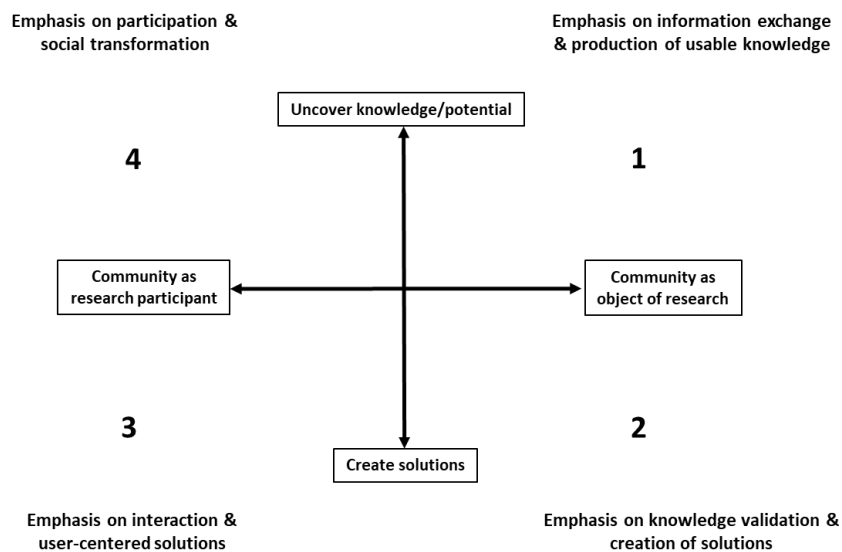 Emphasis on participation &
social transformation
Emphasis on information exchange
& production of usable knowledge
Uncover knowledge/potential
4
1
Community as
research participant
Community as
object of research
3
2
Create solutions
Emphasis on interaction &
user-centered solutions
Emphasis on knowledge validation &
creation of solutions